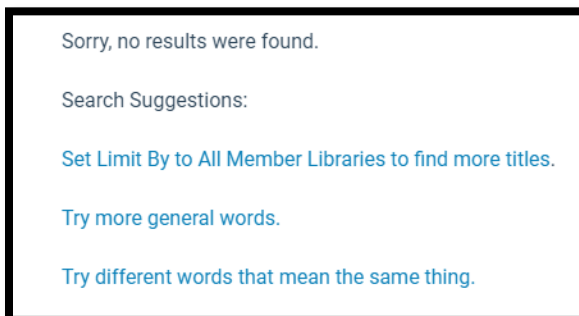 Sorry, no results were found.
Search Suggestions:
Set Limit By to All Member Libraries to find more titles.
Try more general words.
Try different words that mean the same thing.